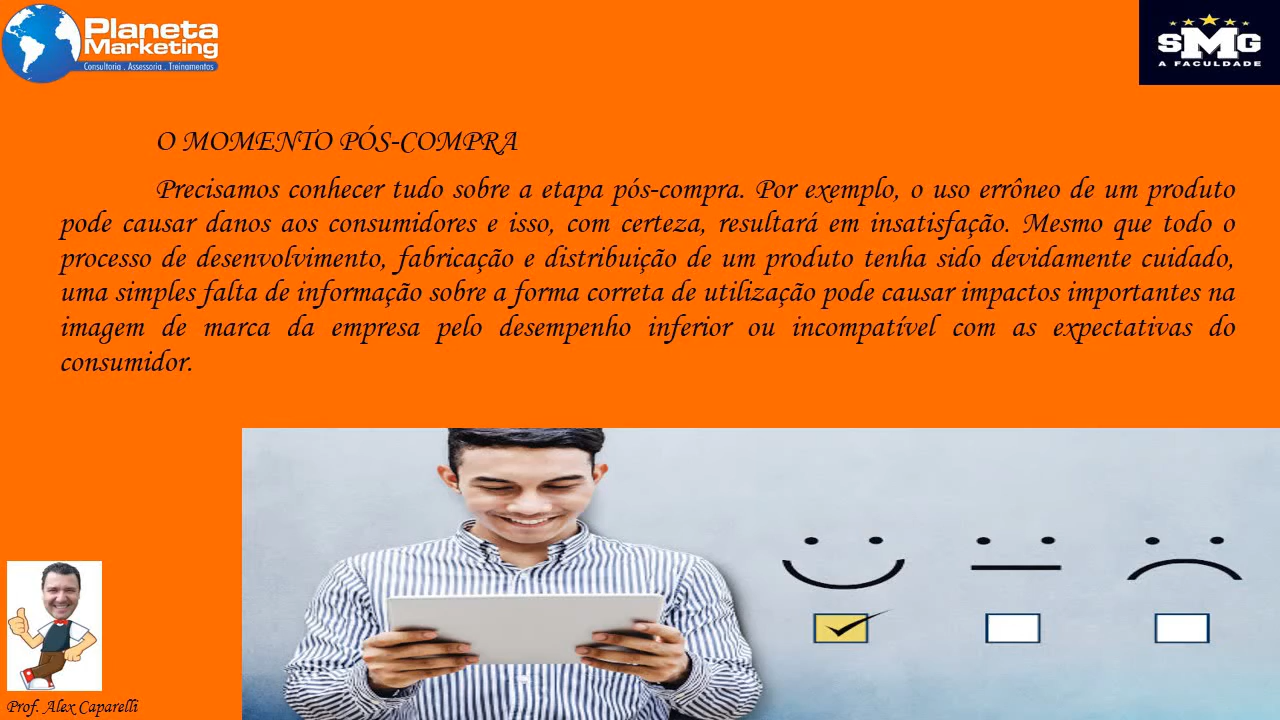 Planeta
Marketing
Consultoria . Assessoria . Treinamentos
SMG
A FACULDADE
O MOMENTO PÓS-COMPRA
Precisamos conhecer tudo sobre a etapa pós-compra. Por exemplo, o uso errôneo de um produto
pode causar danos aos consumidores e isso, com certeza, resultará em insatisfação. Mesmo que todo o
processo de desenvolvimento, fabricação e distribuição de um produto tenha sido devidamente cuidado,
uma simples falta de informação sobre a forma correta de utilização pode causar impactos importantes na
imagem de marca da empresa pelo desempenho inferior ou incompatível com as expectativas do
consumidor.
Prof. Alex Caparelli